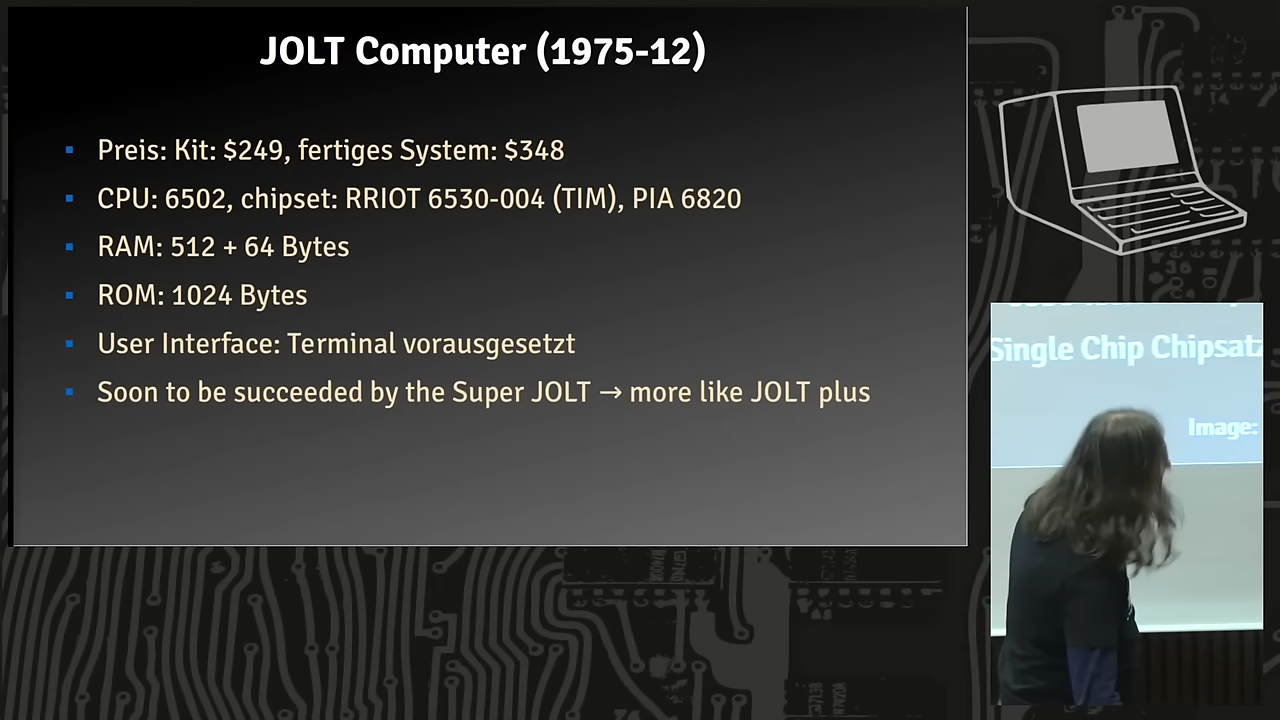 JOLT Computer (1975-12)
Preis: Kit: $249, fertiges System: $348
CPU: 6502, chipset: RRIOT 6530-004 (TIM), PIA 6820
RAM: 512 + 64 Bytes
ROM: 1024 Bytes
User Interface: Terminal vorausgesetzt
Soon to be succeeded by the Super JOLT → more like JOLT plus
Single Chip Chipsatz
Image: